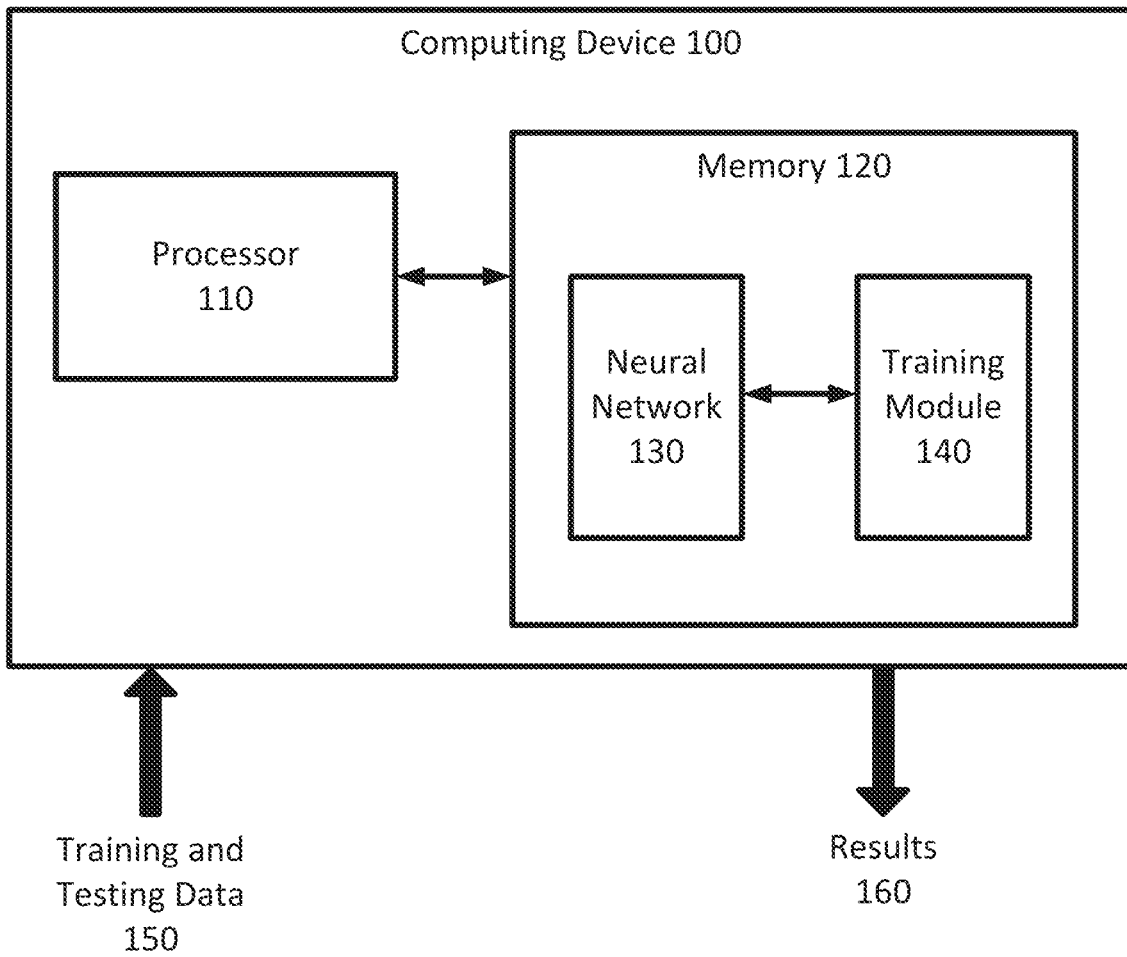 Computing Device 100
Memory 120
Processor
110
Neural
Network
130
Training
Module
140
Training and
Testing Data
150
Results
160